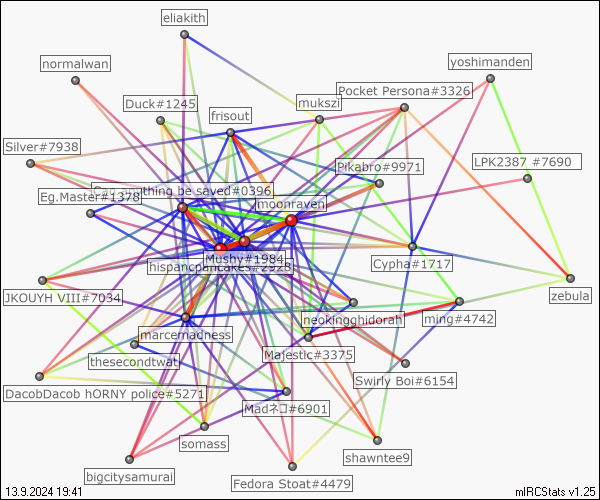 eliakith
normalwan
yoshimanden
Duck#1245
Pocket Persona#3326
mukszi
frisout
Silver#7938
Pikabro#9971
LPK2387 #7690
Eg.Master#1378
Can anything be saved#0396
moonraven
Mushy#1984
hispancpancakes#2928
Cypha#1717
JKOUYH VIII#7034
zebula
neokingghidorah
ming#4742
marcemadness
thesecondtwat
Majestic#3375
Swirly Boi#6154
DacobDacob hORNY police#5271
Madネコ#6901
somass
shawntee9
bigcitysamurai
Fedora Stoat#4479
13.9.2024 19:41
mIRCStats v1.25